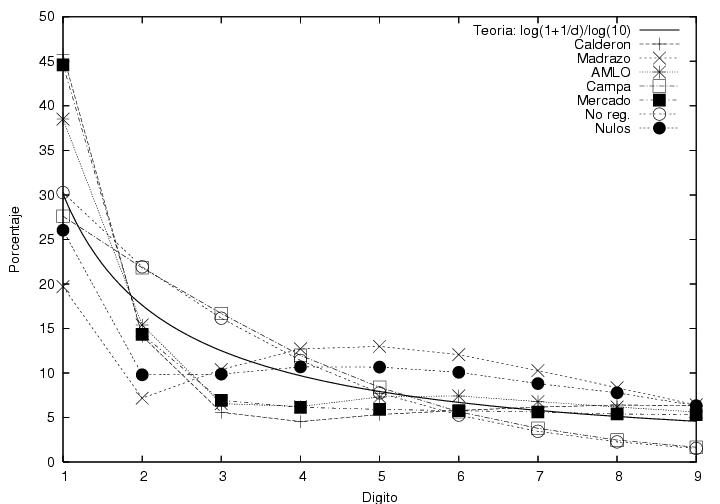 50
45
40
35
30
25
20
15
10
5
0
Porcentaje
Teoria: log(1+1/d)/log(10)
Calderon
Madrazo
AMLO
Campa
Mercado
No reg.
Nulos
1 2 3 4 5 6 7 8 9
Digito